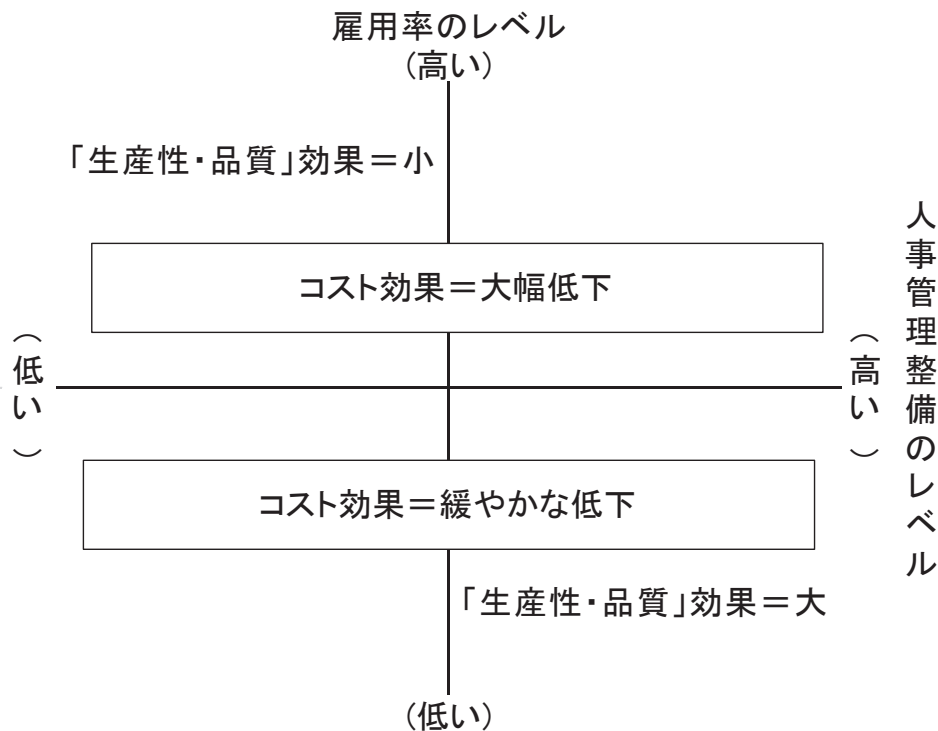 雇用率のレベル
（高い）
「生産性・品質」効果＝小
コスト効果＝大幅低下
（低い）
（高い）
人事管理整備のレベル
コスト効果＝緩やかな低下
「生産性・品質」効果＝大
（低い）